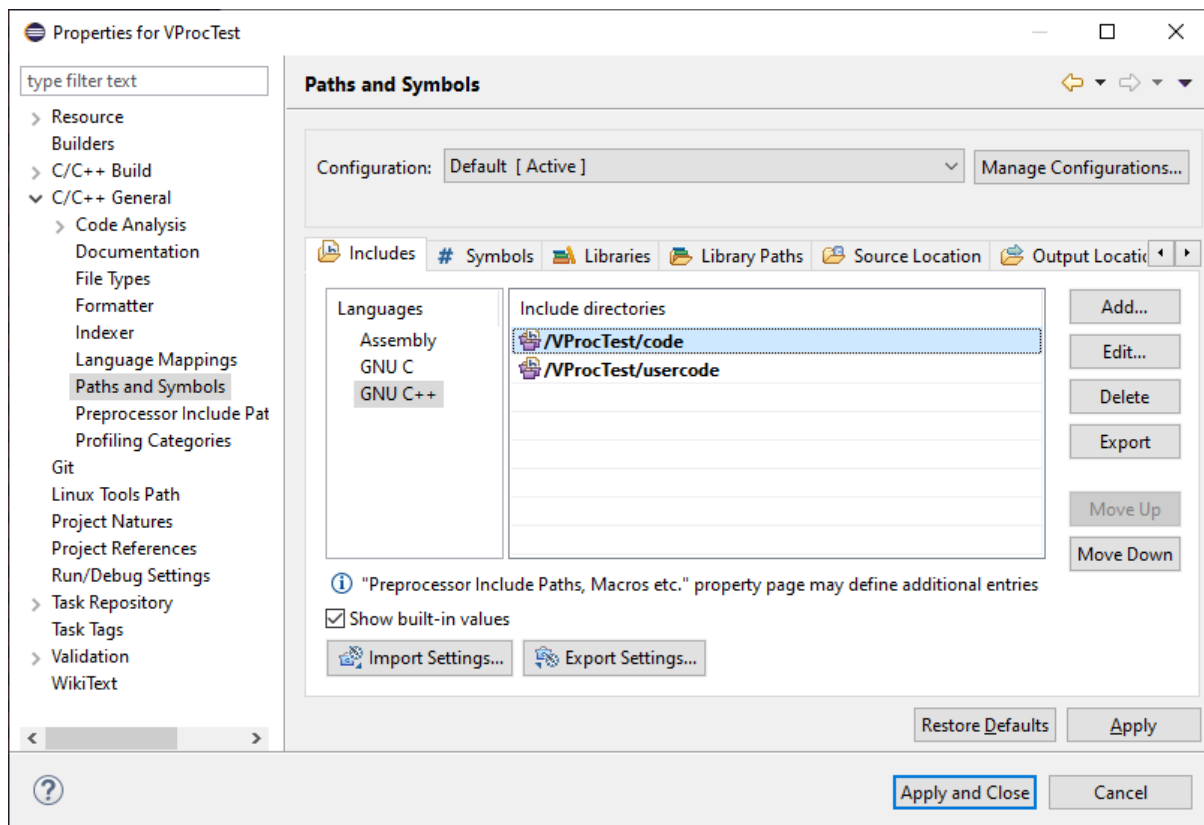 Properties for VProcTest
type filter text
Resource
Builders
C/C++ Build
C/C++ General
Code Analysis
Documentation
File Types
Formatter
Indexer
Language Mappings
Paths and Symbols
Preprocessor Include Pat
Profiling Categories
Git
Linux Tools Path
Project Natures
Project References
Run/Debug Settings
Task Repository
Task Tags
Validation
WikiText
Paths and Symbols
Configuration: Default [ Active ] Manage Configurations...
Includes # Symbols Libraries Library Paths Source Location Output Locatic
Languages
Assembly
GNU C
GNU C++
Include directories
/VProcTest/code
/VProcTest/usercode
Add...
Edit...
Delete
Export
Move Up
Move Down
"Preprocessor Include Paths, Macros etc." property page may define additional entries
Show built-in values
Import Settings... Export Settings...
Restore Defaults Apply
? Apply and Close Cancel